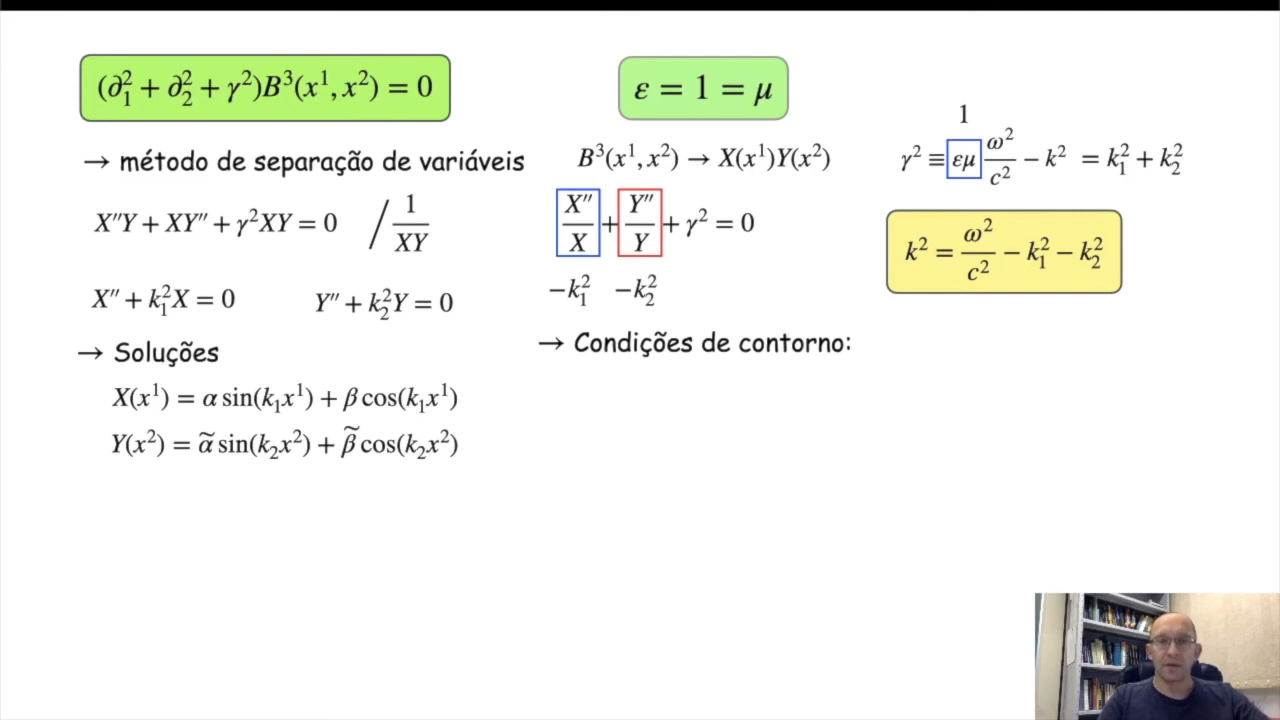 (∂₁² + ∂₂² + γ²)B³(x¹, x²) = 0
ε = 1 = μ
→ método de separação de variáveis
B³(x¹, x²) → X(x¹)Y(x²)
1
γ² ≡ εμ ω²/c² − k² = k₁² + k₂²
X″Y + XY″ + γ²XY = 0 / 1/XY
X″/X + Y″/Y + γ² = 0
k² = ω²/c² − k₁² − k₂²
−k₁² −k₂²
X″ + k₁²X = 0 Y″ + k₂²Y = 0
→ Soluções
→ Condições de contorno:
X(x¹) = α sin(k₁x¹) + β cos(k₁x¹)
Y(x²) = α̃ sin(k₂x²) + β̃ cos(k₂x²)